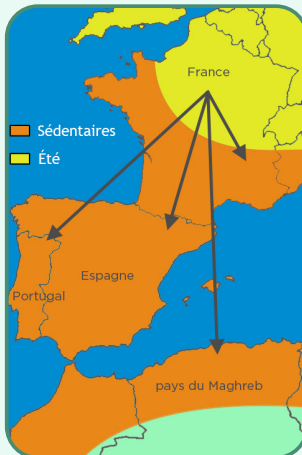 France
Sédentaires
Été
Espagne
Portugal
pays du Maghreb